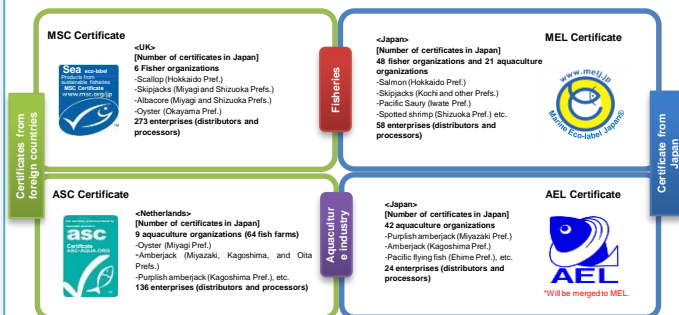 Certificates from
foreign countries
MSC Certificate
Sea eco-label
Products from
sustainable fisheries
MSC Certificate
www.msc.org/jp
<UK>
[Number of certificates in Japan]
6 Fisher organizations
-Scallop (Hokkaido Pref.)
-Skipjacks (Miyagi and Shizuoka Prefs.)
-Albacore (Miyagi and Shizuoka Prefs.)
-Oyster (Okayama Pref.)
273 enterprises (distributors and
processors)
Fisheries
<Japan>
[Number of certificates in Japan]
48 fisher organizations and 21 aquaculture
organizations
-Salmon (Hokkaido Pref.)
-Skipjacks (Kochi and other Prefs.)
-Pacific Saury (Iwate Pref.)
-Spotted shrimp (Shizuoka Pref.) etc.
58 enterprises (distributors and
processors)
MEL Certificate
www.melj.jp
Marine Eco-label Japan®
Certificate from
Japan
ASC Certificate
asc
Certificate
ASC-AQUA.ORG
<Netherlands>
[Number of certificates in Japan]
9 aquaculture organizations (64 fish farms)
-Oyster (Miyagi Pref.)
-Amberjack (Miyazaki, Kagoshima, and Oita
Prefs.)
-Purplish amberjack (Kagoshima Pref.), etc.
136 enterprises (distributors and processors)
Aquacultur
e industry
<Japan>
[Number of certificates in Japan]
42 aquaculture organizations
-Purplish amberjack (Miyazaki Pref.)
-Amberjack (Kagoshima Pref.)
-Pacific flying fish (Ehime Pref.), etc.
24 enterprises (distributors and
processors)
AEL Certificate
AEL
*Will be merged to MEL.